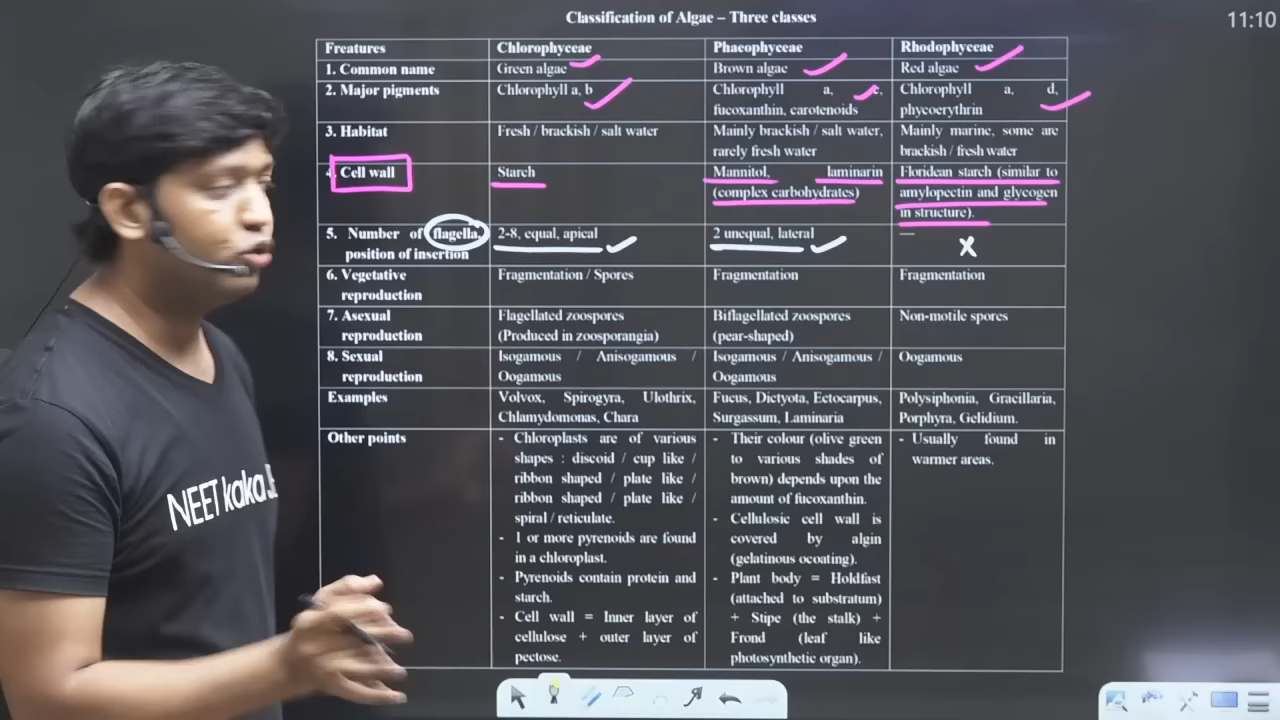 Classification of Algae – Three classes
11:10
Freatures
Chlorophyceae
Phaeophyceae
Rhodophyceae
1. Common name
Green algae
Brown algae
Red algae
2. Major pigments
Chlorophyll a, b
Chlorophyll a, c,
fucoxanthin, carotenoids
Chlorophyll a, d,
phycoerythrin
3. Habitat
Fresh / brackish / salt water
Mainly brackish / salt water,
rarely fresh water
Mainly marine, some are
brackish / fresh water
4. Cell wall
Starch
Mannitol, laminarin
(complex carbohydrates)
Floridean starch (similar to
amylopectin and glycogen
in structure).
5. Number of flagella,
position of insertion
2-8, equal, apical
2 unequal, lateral
—
6. Vegetative
reproduction
Fragmentation / Spores
Fragmentation
Fragmentation
7. Asexual
reproduction
Flagellated zoospores
(Produced in zoosporangia)
Biflagellated zoospores
(pear-shaped)
Non-motile spores
8. Sexual
reproduction
Isogamous / Anisogamous /
Oogamous
Isogamous / Anisogamous /
Oogamous
Oogamous
Examples
Volvox, Spirogyra, Ulothrix,
Chlamydomonas, Chara
Fucus, Dictyota, Ectocarpus,
Surgassum, Laminaria
Polysiphonia, Gracillaria,
Porphyra, Gelidium.
Other points
- Chloroplasts are of various
shapes : discoid / cup like /
ribbon shaped / plate like /
ribbon shaped / plate like /
spiral / reticulate.
- 1 or more pyrenoids are found
in a chloroplast.
- Pyrenoids contain protein and
starch.
- Cell wall = Inner layer of
cellulose + outer layer of
pectose.
- Their colour (olive green
to various shades of
brown) depends upon the
amount of fucoxanthin.
- Cellulosic cell wall is
covered by algin
(gelatinous ocoating).
- Plant body = Holdfast
(attached to substratum)
+ Stipe (the stalk) +
Frond (leaf like
photosynthetic organ).
- Usually found in
warmer areas.
NEET kaka